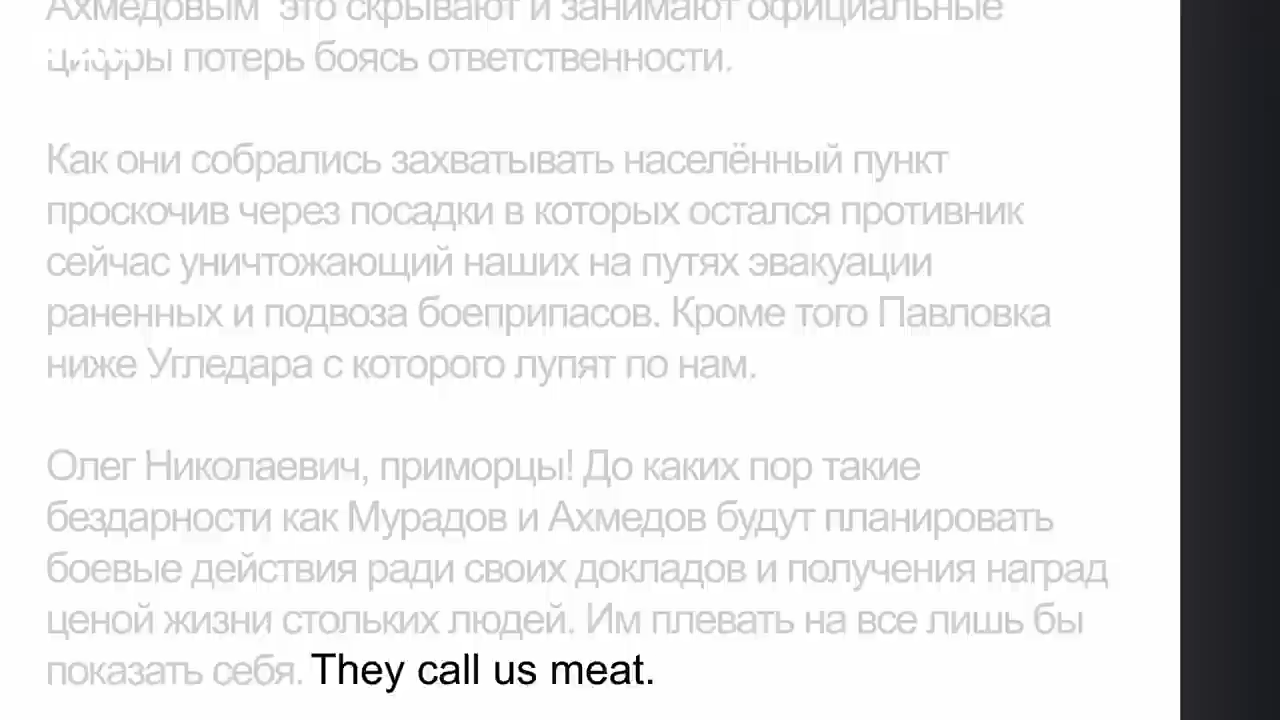 Ахмедовым это скрывают и занимают официальные
цифры потерь боясь ответственности.
Как они собрались захватывать населённый пункт
проскочив через посадки в которых остался противник
сейчас уничтожающий наших на путях эвакуации
раненных и подвоза боеприпасов. Кроме того Павловка
ниже Угледара с которого лупят по нам.
Олег Николаевич, приморцы! До каких пор такие
бездарности как Мурадов и Ахмедов будут планировать
боевые действия ради своих докладов и получения наград
ценой жизни стольких людей. Им плевать на все лишь бы
показать себя. They call us meat.